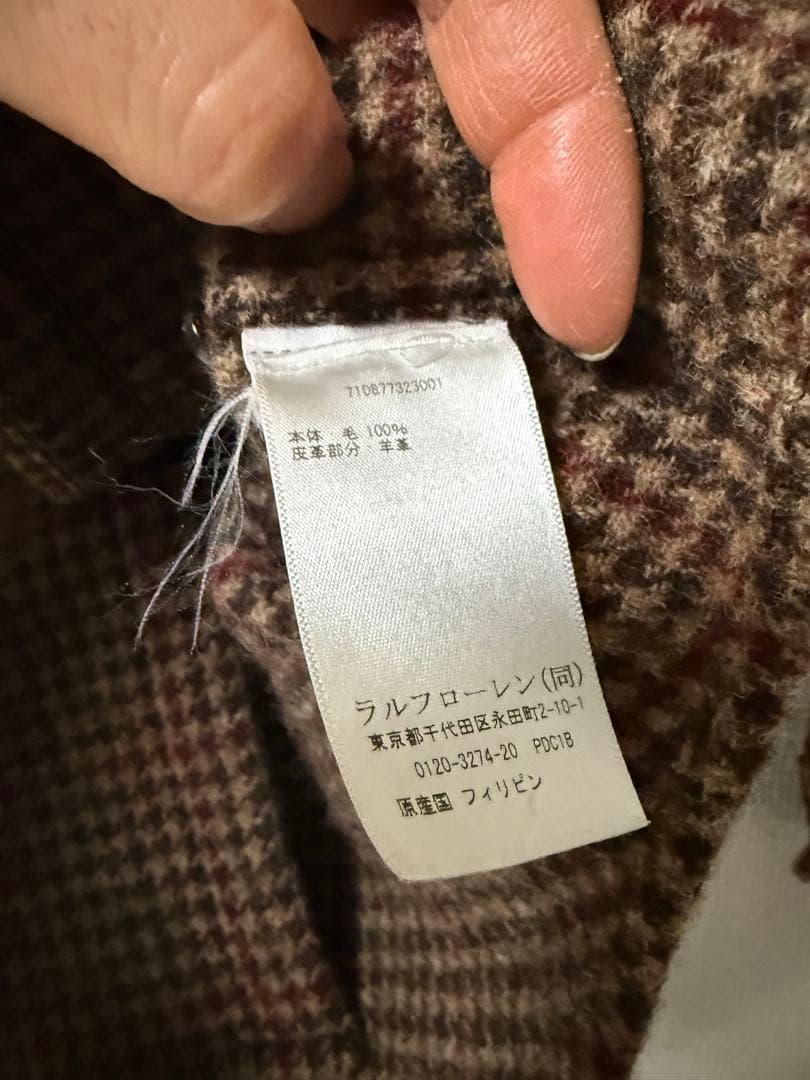 710877323001
本体 毛 100%
皮革部分 羊革
ラルフローレン(同)
東京都千代田区永田町2-10-1
0120-3274-20 PDC1B
原産国 フィリピン